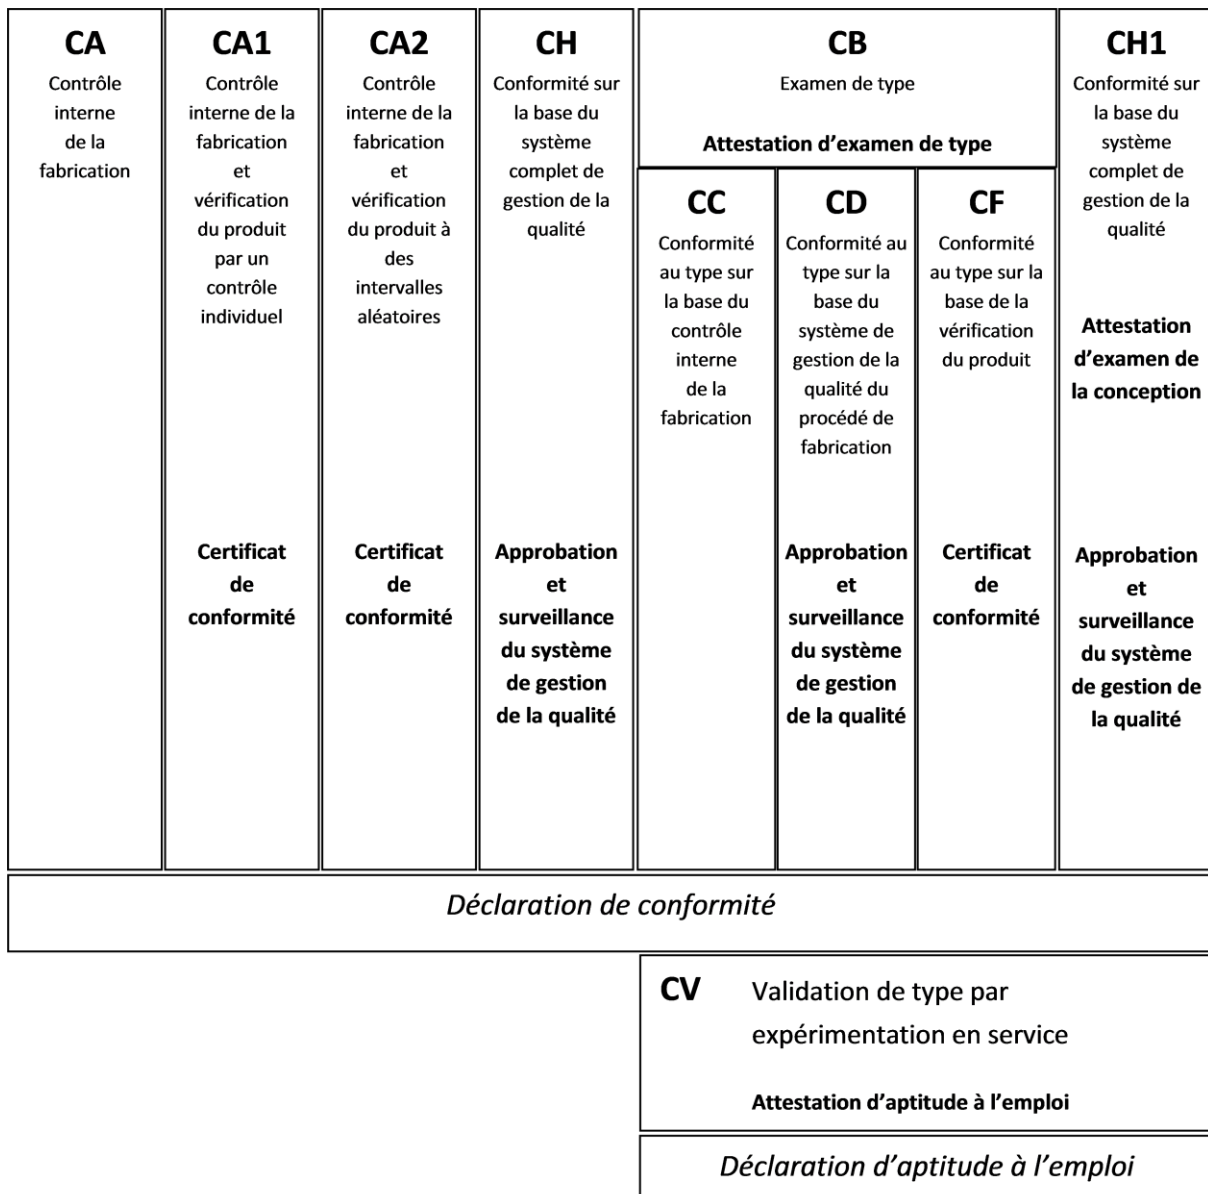 CA
Contrôle
interne
de la
fabrication
CA1
Contrôle
interne de la
fabrication
et
vérification
du produit
par un
contrôle
individuel
Certificat
de
conformité
CA2
Contrôle
interne de la
fabrication
et
vérification
du produit à
des
intervalles
aléatoires
Certificat
de
conformité
CH
Conformité sur
la base du
système
complet de
gestion de la
qualité
Approbation
et
surveillance
du système
de gestion
de la qualité
CB
Examen de type
Attestation d’examen de type
CC
Conformité
au type sur
la base du
contrôle
interne
de la
fabrication
CD
Conformité au
type sur la
base du
système de
gestion de la
qualité du
procédé de
fabrication
Approbation
et
surveillance
du système
de gestion
de la qualité
CF
Conformité
au type sur la
base de la
vérification
du produit
Certificat
de
conformité
CH1
Conformité sur
la base du
système
complet de
gestion de la
qualité
Attestation
d’examen de
la conception
Approbation
et
surveillance
du système
de gestion de
la qualité
Déclaration de conformité
CV Validation de type par
expérimentation en service
Attestation d’aptitude à l’emploi
Déclaration d’aptitude à l’emploi